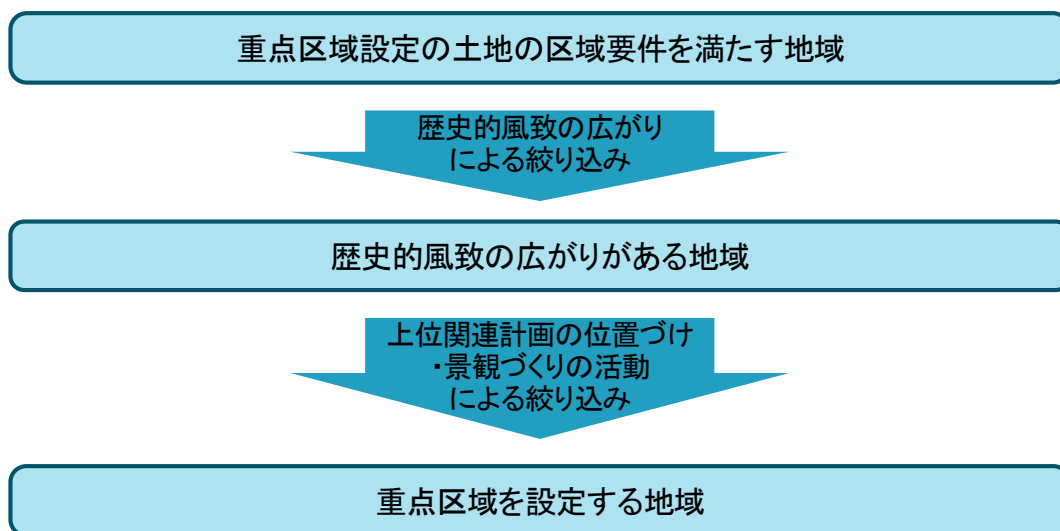 重点区域設定の土地の区域要件を満たす地域
歴史的風致の広がり
による絞り込み
歴史的風致の広がりがある地域
上位関連計画の位置づけ
・景観づくりの活動
による絞り込み
重点区域を設定する地域